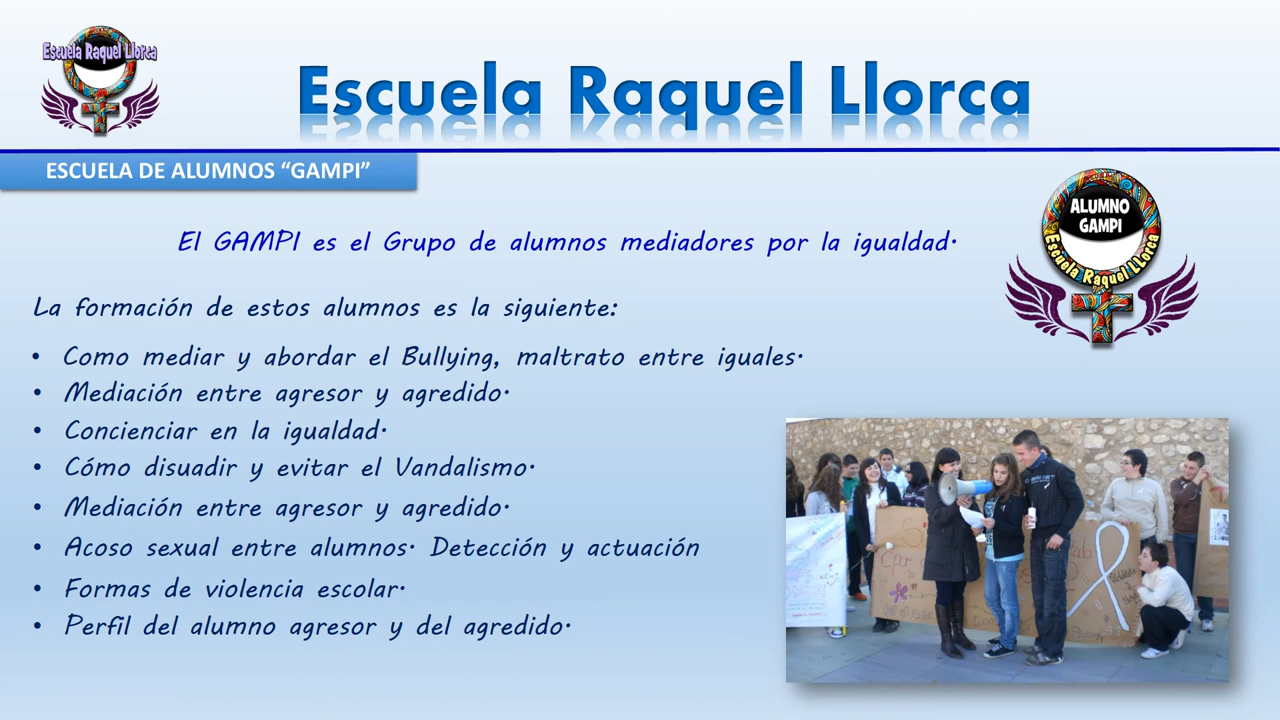 Escuela Raquel Llorca
Escuela Raquel Llorca
ESCUELA DE ALUMNOS “GAMPI”
ALUMNO
GAMPI
Escuela Raquel Llorca
El GAMPI es el Grupo de alumnos mediadores por la igualdad.
La formación de estos alumnos es la siguiente:
• Como mediar y abordar el Bullying, maltrato entre iguales.
• Mediación entre agresor y agredido.
• Concienciar en la igualdad.
• Cómo disuadir y evitar el Vandalismo.
• Mediación entre agresor y agredido.
• Acoso sexual entre alumnos. Detección y actuación
• Formas de violencia escolar.
• Perfil del alumno agresor y del agredido.